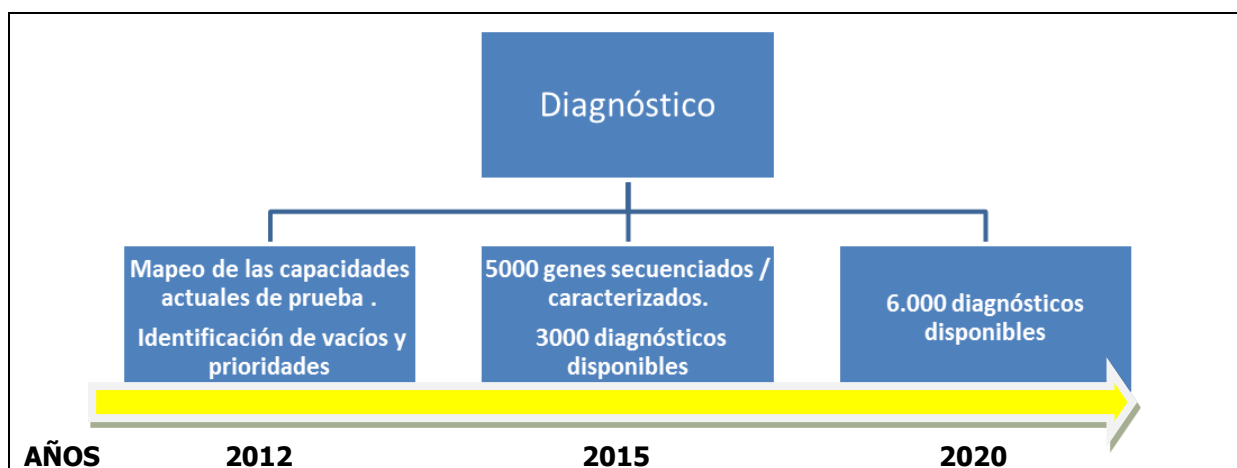 Diagnóstico
Mapeo de las capacidades
actuales de prueba .
Identificación de vacíos y
prioridades
5000 genes secuenciados /
caracterizados.
3000 diagnósticos
disponibles
6.000 diagnósticos
disponibles
AÑOS 2012 2015 2020